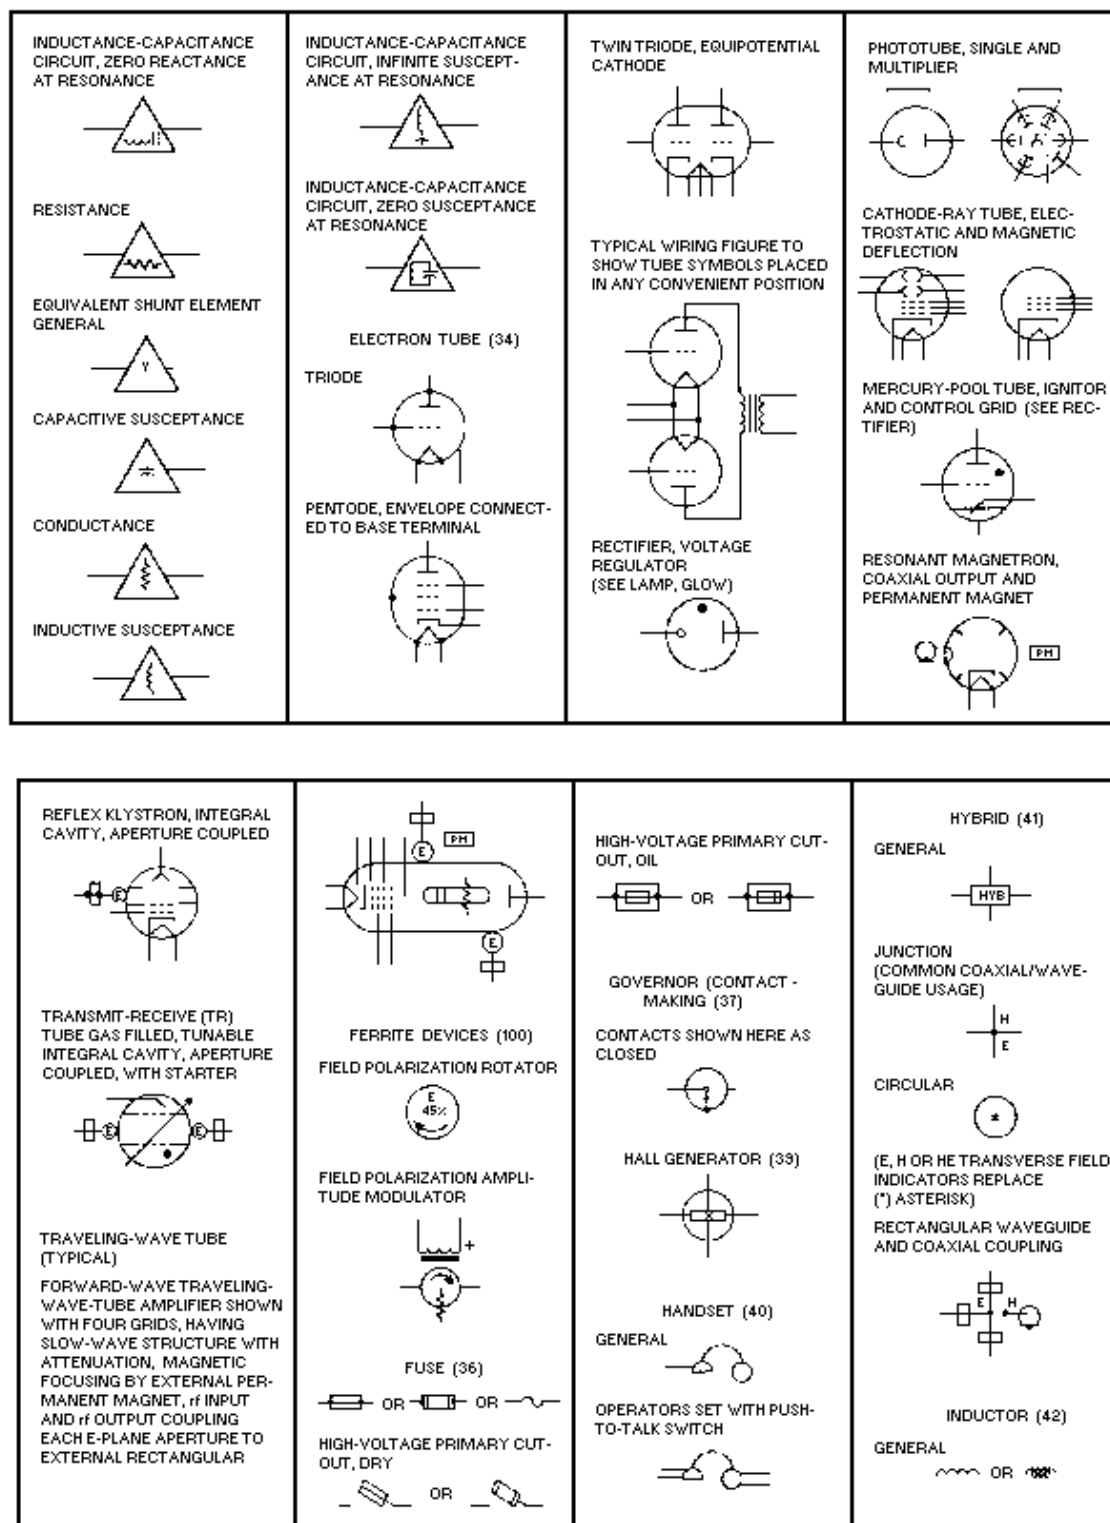 INDUCTANCE-CAPACITANCE
CIRCUIT, ZERO REACTANCE
AT RESONANCE
RESISTANCE
EQUIVALENT SHUNT ELEMENT
GENERAL
Y
CAPACITIVE SUSCEPTANCE
CONDUCTANCE
INDUCTIVE SUSCEPTANCE
INDUCTANCE-CAPACITANCE
CIRCUIT, INFINITE SUSCEPT-
ANCE AT RESONANCE
INDUCTANCE-CAPACITANCE
CIRCUIT, ZERO SUSCEPTANCE
AT RESONANCE
ELECTRON TUBE (34)
TRIODE
PENTODE, ENVELOPE CONNECT-
ED TO BASE TERMINAL
TWIN TRIODE, EQUIPOTENTIAL
CATHODE
TYPICAL WIRING FIGURE TO
SHOW TUBE SYMBOLS PLACED
IN ANY CONVENIENT POSITION
RECTIFIER, VOLTAGE
REGULATOR
(SEE LAMP, GLOW)
PHOTOTUBE, SINGLE AND
MULTIPLIER
CATHODE-RAY TUBE, ELEC-
TROSTATIC AND MAGNETIC
DEFLECTION
MERCURY-POOL TUBE, IGNITOR
AND CONTROL GRID (SEE REC-
TIFIER)
RESONANT MAGNETRON,
COAXIAL OUTPUT AND
PERMANENT MAGNET
PM
REFLEX KLYSTRON, INTEGRAL
CAVITY, APERTURE COUPLED
E
TRANSMIT-RECEIVE (TR)
TUBE GAS FILLED, TUNABLE
INTEGRAL CAVITY, APERTURE
COUPLED, WITH STARTER
E E
TRAVELING-WAVE TUBE
(TYPICAL)
FORWARD-WAVE TRAVELING-
WAVE-TUBE AMPLIFIER SHOWN
WITH FOUR GRIDS, HAVING
SLOW-WAVE STRUCTURE WITH
ATTENUATION, MAGNETIC
FOCUSING BY EXTERNAL PER-
MANENT MAGNET, rf INPUT
AND rf OUTPUT COUPLING
EACH E-PLANE APERTURE TO
EXTERNAL RECTANGULAR
E PM
E
FERRITE DEVICES (100)
FIELD POLARIZATION ROTATOR
E
45%
FIELD POLARIZATION AMPLI-
TUDE MODULATOR
+
FUSE (36)
OR OR
HIGH-VOLTAGE PRIMARY CUT-
OUT, DRY
OR
HIGH-VOLTAGE PRIMARY CUT-
OUT, OIL
OR
GOVERNOR (CONTACT -
MAKING (37)
CONTACTS SHOWN HERE AS
CLOSED
HALL GENERATOR (39)
HANDSET (40)
GENERAL
OPERATORS SET WITH PUSH-
TO-TALK SWITCH
HYBRID (41)
GENERAL
HYB
JUNCTION
(COMMON COAXIAL/WAVE-
GUIDE USAGE)
H
E
CIRCULAR
*
(E, H OR HE TRANSVERSE FIELD
INDICATORS REPLACE
(*) ASTERISK)
RECTANGULAR WAVEGUIDE
AND COAXIAL COUPLING
E H
INDUCTOR (42)
GENERAL
OR